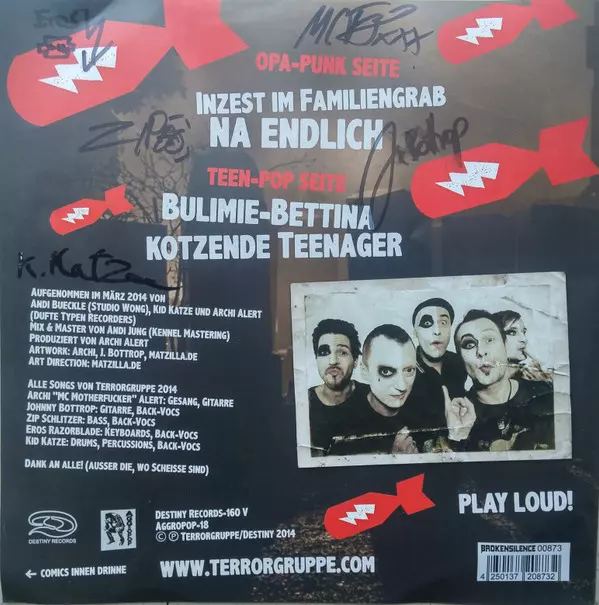 OPA-PUNK SEITE
INZEST IM FAMILIENGRAB
NA ENDLICH
J. Bottrop
TEEN-POP SEITE
BULIMIE-BETTINA
KOTZENDE TEENAGER
K. Katze
AUFGENOMMEN IM MÄRZ 2014 VON
ANDI BUECKLE (STUDIO WONG), KID KATZE UND ARCHI ALERT
(DUFTE TYPEN RECORDERS)
MIX & MASTER VON ANDI JUNG (KENNEL MASTERING)
PRODUZIERT VON ARCHI ALERT
ARTWORK: ARCHI, J. BOTTROP, MATZILLA.DE
ART DIRECTION: MATZILLA.DE
ALLE SONGS VON TERRORGRUPPE 2014
ARCHI "MC MOTHERFUCKER" ALERT: GESANG, GITARRE
JOHNNY BOTTROP: GITARRE, BACK-VOCS
ZIP SCHLITZER: BASS, BACK-VOCS
EROS RAZORBLADE: KEYBOARDS, BACK-VOCS
KID KATZE: DRUMS, PERCUSSIONS, BACK-VOCS
DANK AN ALLE! (AUSSER DIE, WO SCHEISSE SIND)
PLAY LOUD!
DESTINY RECORDS
DESTINY RECORDS-160 V
AGGROPOP-18
© ℗ TERRORGRUPPE/DESTINY 2014
← COMICS INNEN DRINNE
WWW.TERRORGRUPPE.COM
BROKENSILENCE 00873
4 250137 208732